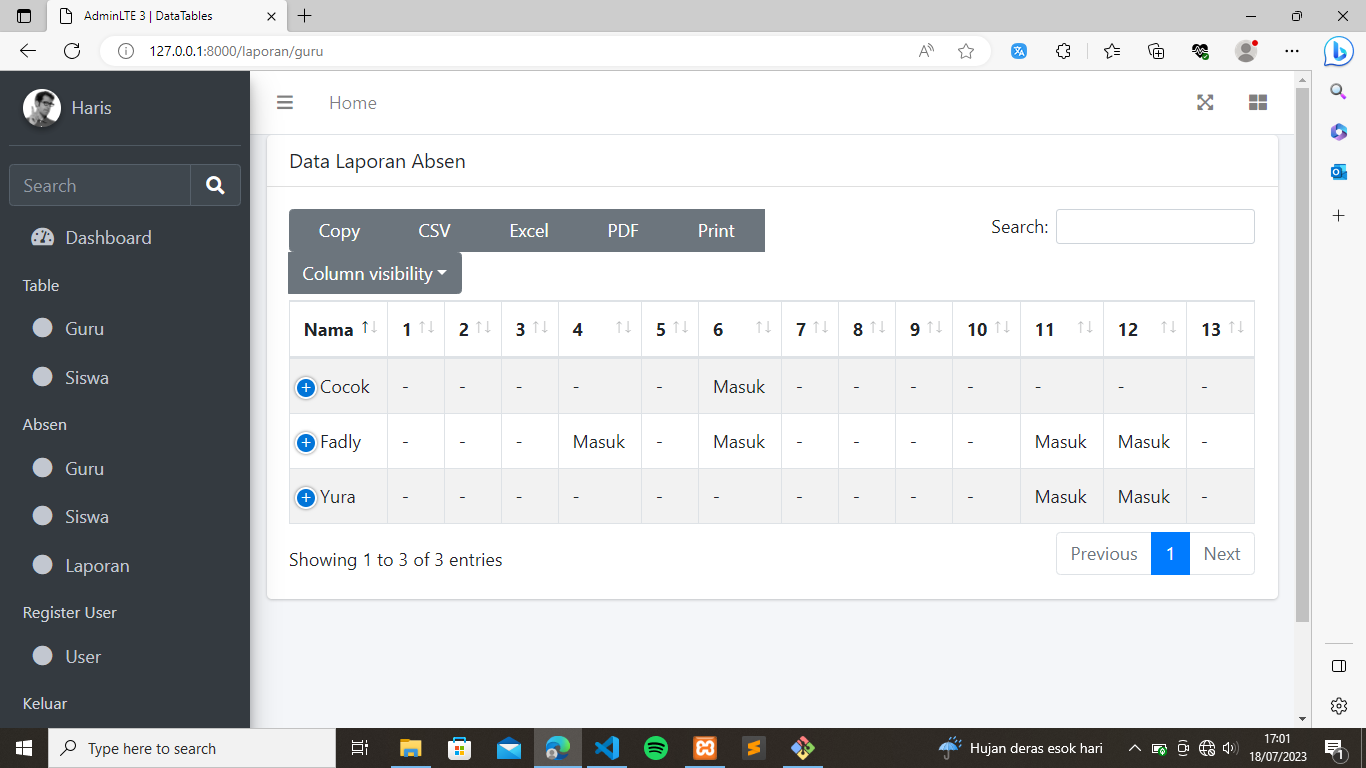 AdminLTE 3 | DataTables
127.0.0.1:8000/laporan/guru
Haris
Home
Search
Dashboard
Table
Guru
Siswa
Absen
Guru
Siswa
Laporan
Register User
User
Keluar
Data Laporan Absen
Copy CSV Excel PDF Print
Column visibility
Search:
Nama 1 2 3 4 5 6 7 8 9 10 11 12 13
Cocok - - - - - Masuk - - - - - - -
Fadly - - - Masuk - Masuk - - - - Masuk Masuk -
Yura - - - - - - - - - - Masuk Masuk -
Showing 1 to 3 of 3 entries
Previous 1 Next
Type here to search
Hujan deras esok hari
17:01
18/07/2023
1